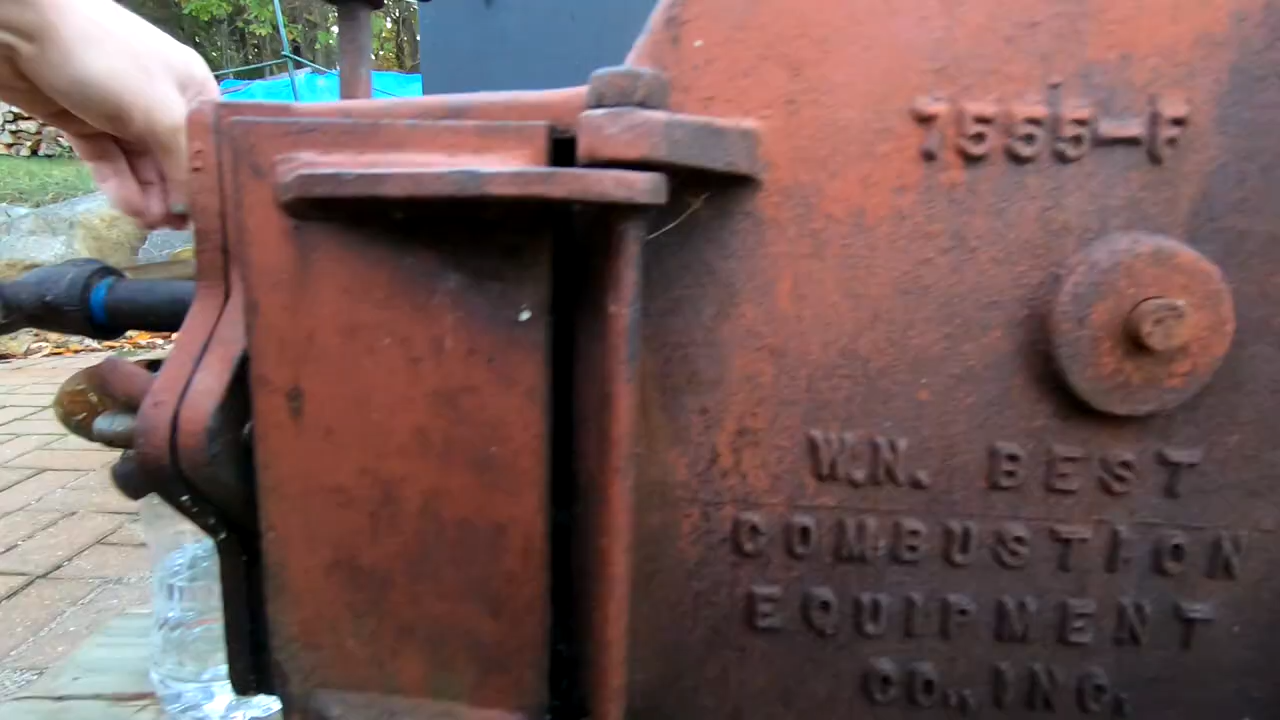 7555-F
W.N. BEST
COMBUSTION
EQUIPMENT
CO., INC.